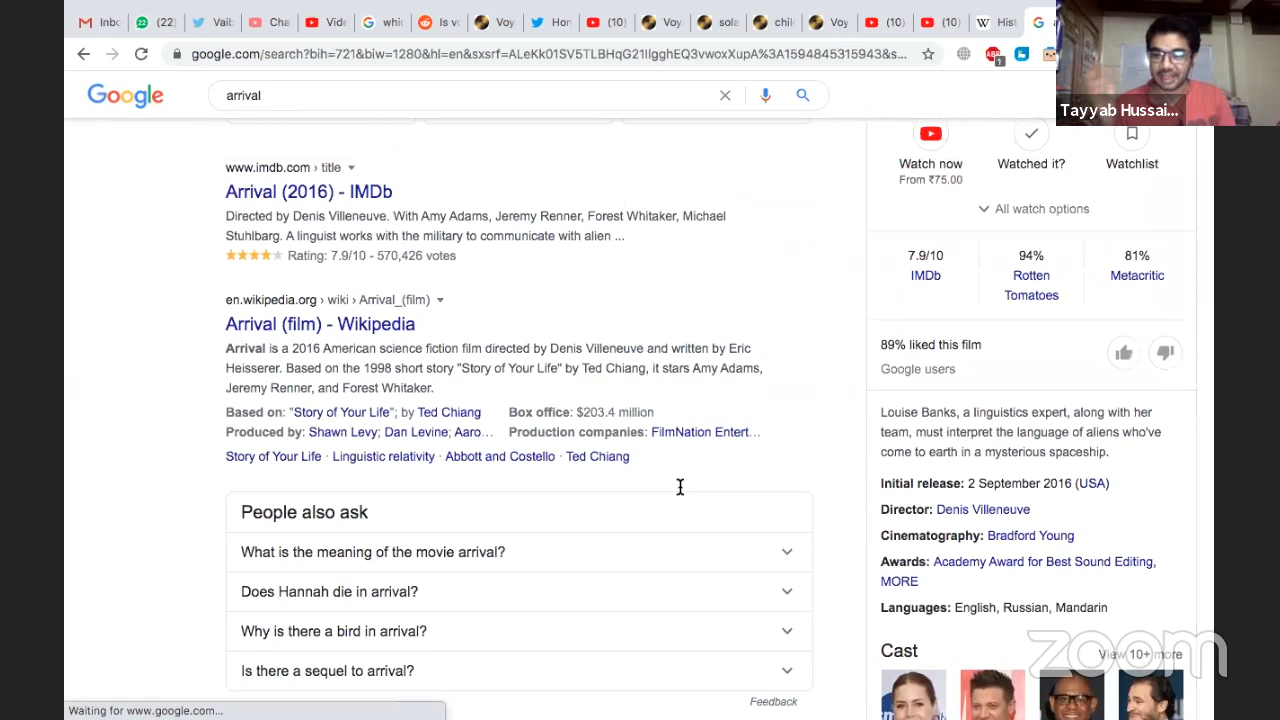 Inbox
(22)
Vaib
Cha
Vide
whic
Is v
Voy
Hon
(10)
Voy
sola
chil
Voy
(10)
(10)
Hist
google.com/search?bih=721&biw=1280&hl=en&sxsrf=ALeKk01SV5TLBHqG21IlgghEQ3vwoxXupA%3A1594845315943&s...
Google
arrival
Tayyab Hussai...
www.imdb.com › title
Arrival (2016) - IMDb
Directed by Denis Villeneuve. With Amy Adams, Jeremy Renner, Forest Whitaker, Michael
Stuhlbarg. A linguist works with the military to communicate with alien ...
Rating: 7.9/10 - 570,426 votes
en.wikipedia.org › wiki › Arrival_(film)
Arrival (film) - Wikipedia
Arrival is a 2016 American science fiction film directed by Denis Villeneuve and written by Eric
Heisserer. Based on the 1998 short story "Story of Your Life" by Ted Chiang, it stars Amy Adams,
Jeremy Renner, and Forest Whitaker.
Based on: "Story of Your Life"; by Ted Chiang
Box office: $203.4 million
Produced by: Shawn Levy; Dan Levine; Aaro...
Production companies: FilmNation Entert...
Story of Your Life · Linguistic relativity · Abbott and Costello · Ted Chiang
People also ask
What is the meaning of the movie arrival?
Does Hannah die in arrival?
Why is there a bird in arrival?
Is there a sequel to arrival?
Feedback
Watch now
From ₹75.00
Watched it?
Watchlist
All watch options
7.9/10
IMDb
94%
Rotten
Tomatoes
81%
Metacritic
89% liked this film
Google users
Louise Banks, a linguistics expert, along with her
team, must interpret the language of aliens who've
come to earth in a mysterious spaceship.
Initial release: 2 September 2016 (USA)
Director: Denis Villeneuve
Cinematography: Bradford Young
Awards: Academy Award for Best Sound Editing,
MORE
Languages: English, Russian, Mandarin
Cast
View 10+ more
zoom
Waiting for www.google.com...